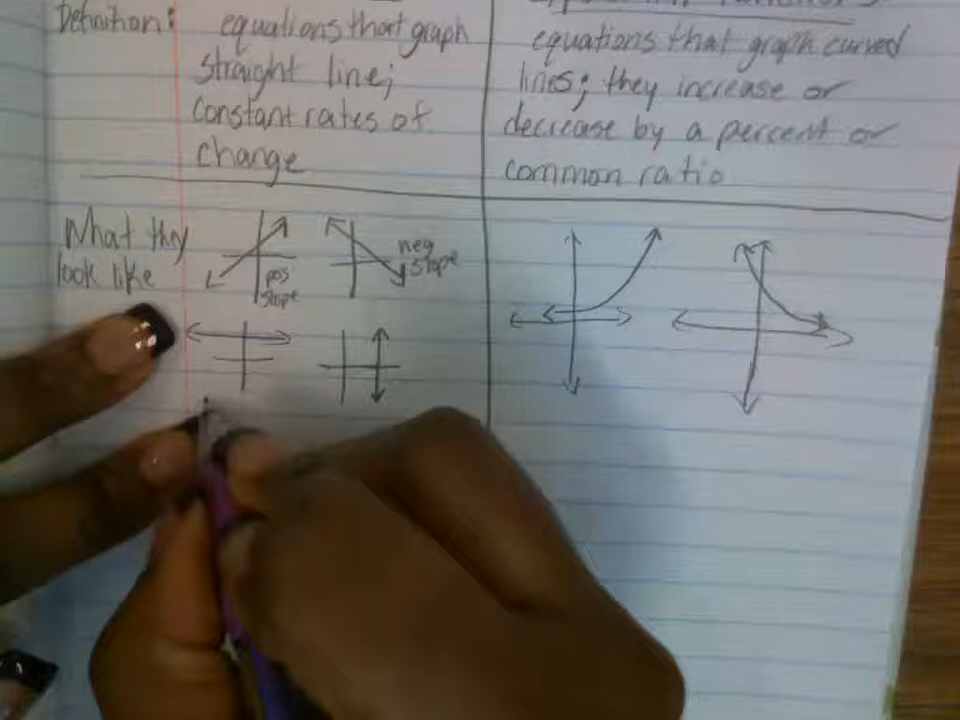 Definition: equations that graph
straight line;
constant rates of
change
equations that graph curved
lines; they increase or
decrease by a percent or
common ratio
What they
look like
pos
slope
neg
slope